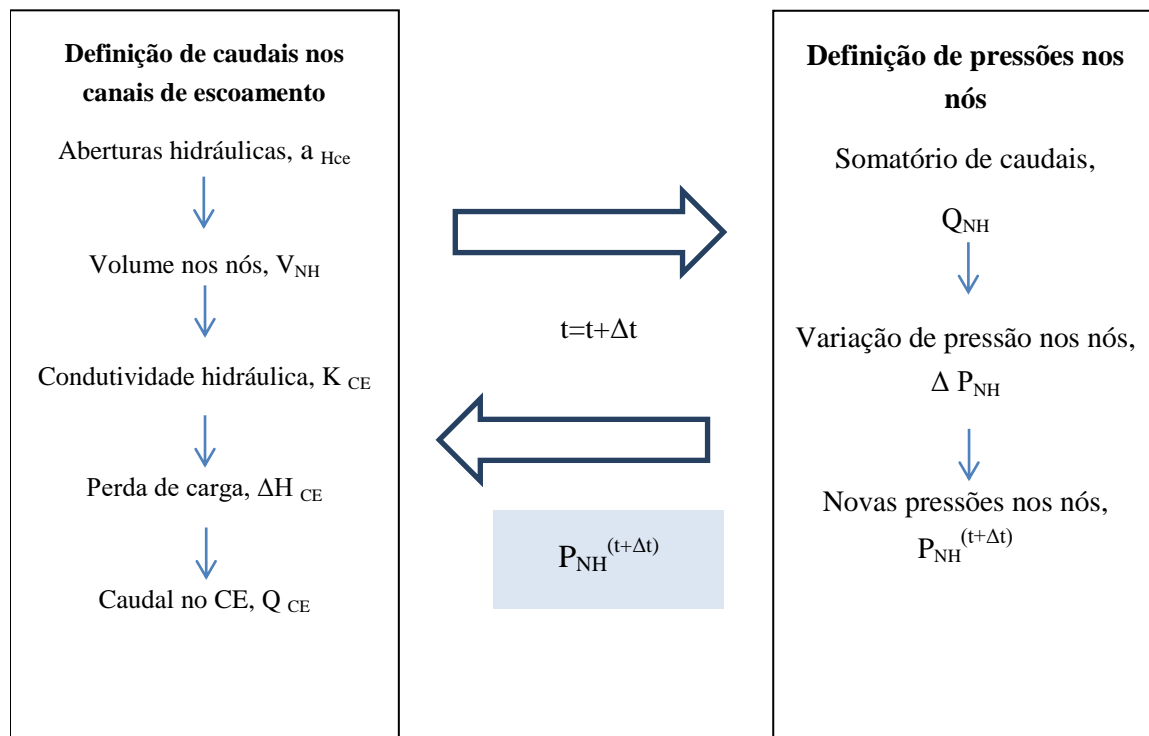 Definição de caudais nos
canais de escoamento
Aberturas hidráulicas, a Hce
Volume nos nós, VNH
Condutividade hidráulica, K CE
Perda de carga, ΔH CE
Caudal no CE, Q CE
t=t+Δt
PNH(t+Δt)
Definição de pressões nos
nós
Somatório de caudais,
QNH
Variação de pressão nos nós,
Δ PNH
Novas pressões nos nós,
PNH(t+Δt)